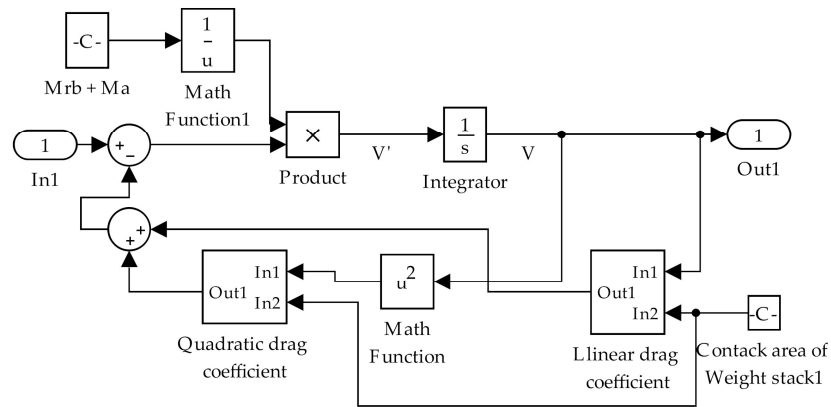 -C-
1
u
Mrb + Ma
Math
Function1
1
In1
+
−
×
Product
V'
1
s
Integrator
V
1
Out1
+
+
Out1
In1
In2
Quadratic drag
coefficient
u²
Math
Function
Out1
In1
In2
Llinear drag
coefficient
-C-
Contack area of
Weight stack1